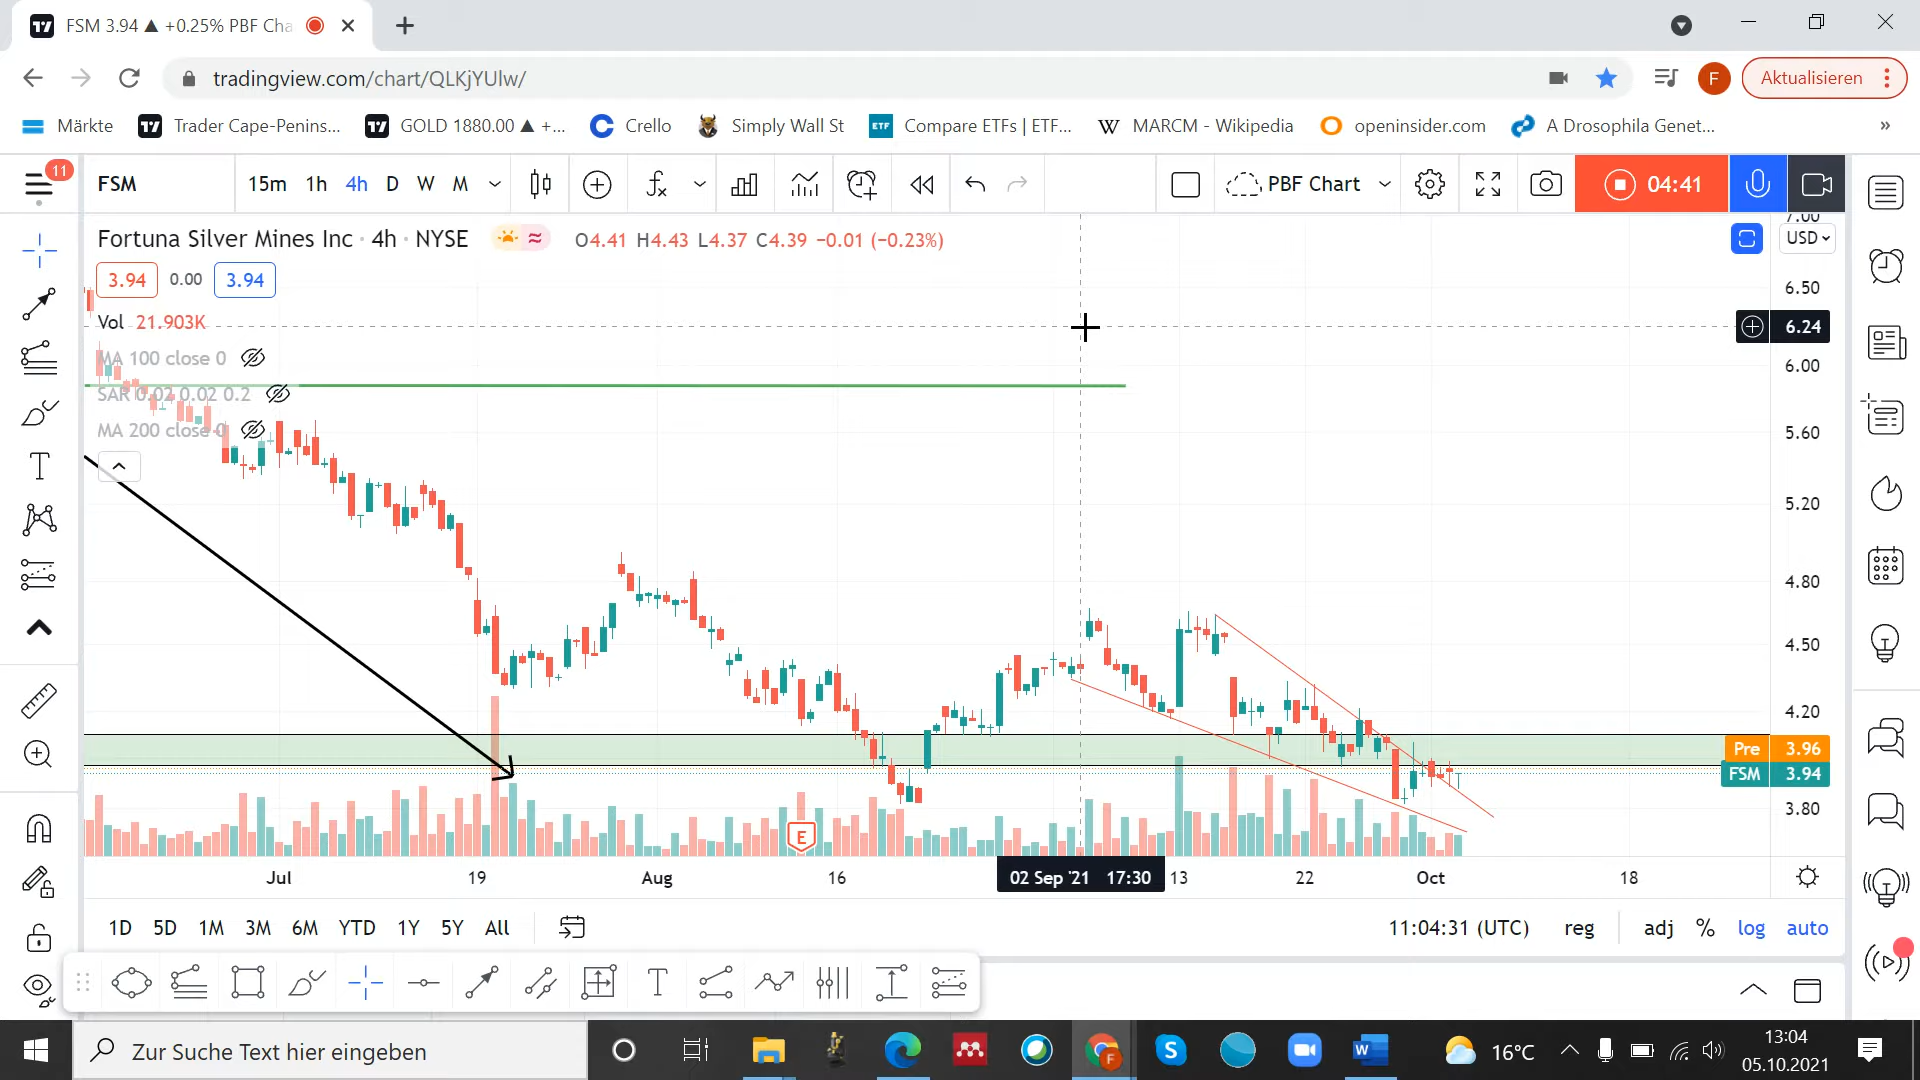 FSM 3.94 ▲ +0.25% PBF Cha
tradingview.com/chart/QLKjYUlw/
F
Aktualisieren
Märkte
Trader Cape-Penins...
GOLD 1880.00 ▲ +...
Crello
Simply Wall St
ETF
Compare ETFs | ETF...
W
MARCM - Wikipedia
openinsider.com
A Drosophila Genet...
»
11
FSM
15m 1h 4h D W M
PBF Chart
04:41
Fortuna Silver Mines Inc · 4h · NYSE
O4.41 H4.43 L4.37 C4.39 −0.01 (−0.23%)
USD
3.94 0.00 3.94
Vol 21.903K
MA 100 close 0
SAR 0.02 0.02 0.2
MA 200 close 0
7.00
6.50
6.24
6.00
5.60
5.20
4.80
4.50
4.20
Pre 3.96
FSM 3.94
3.80
E
Jul 19 Aug 16 02 Sep '21 17:30 13 22 Oct 18
1D 5D 1M 3M 6M YTD 1Y 5Y All
11:04:31 (UTC) reg adj % log auto
Zur Suche Text hier eingeben
S
W
F
16°C
13:04
05.10.2021